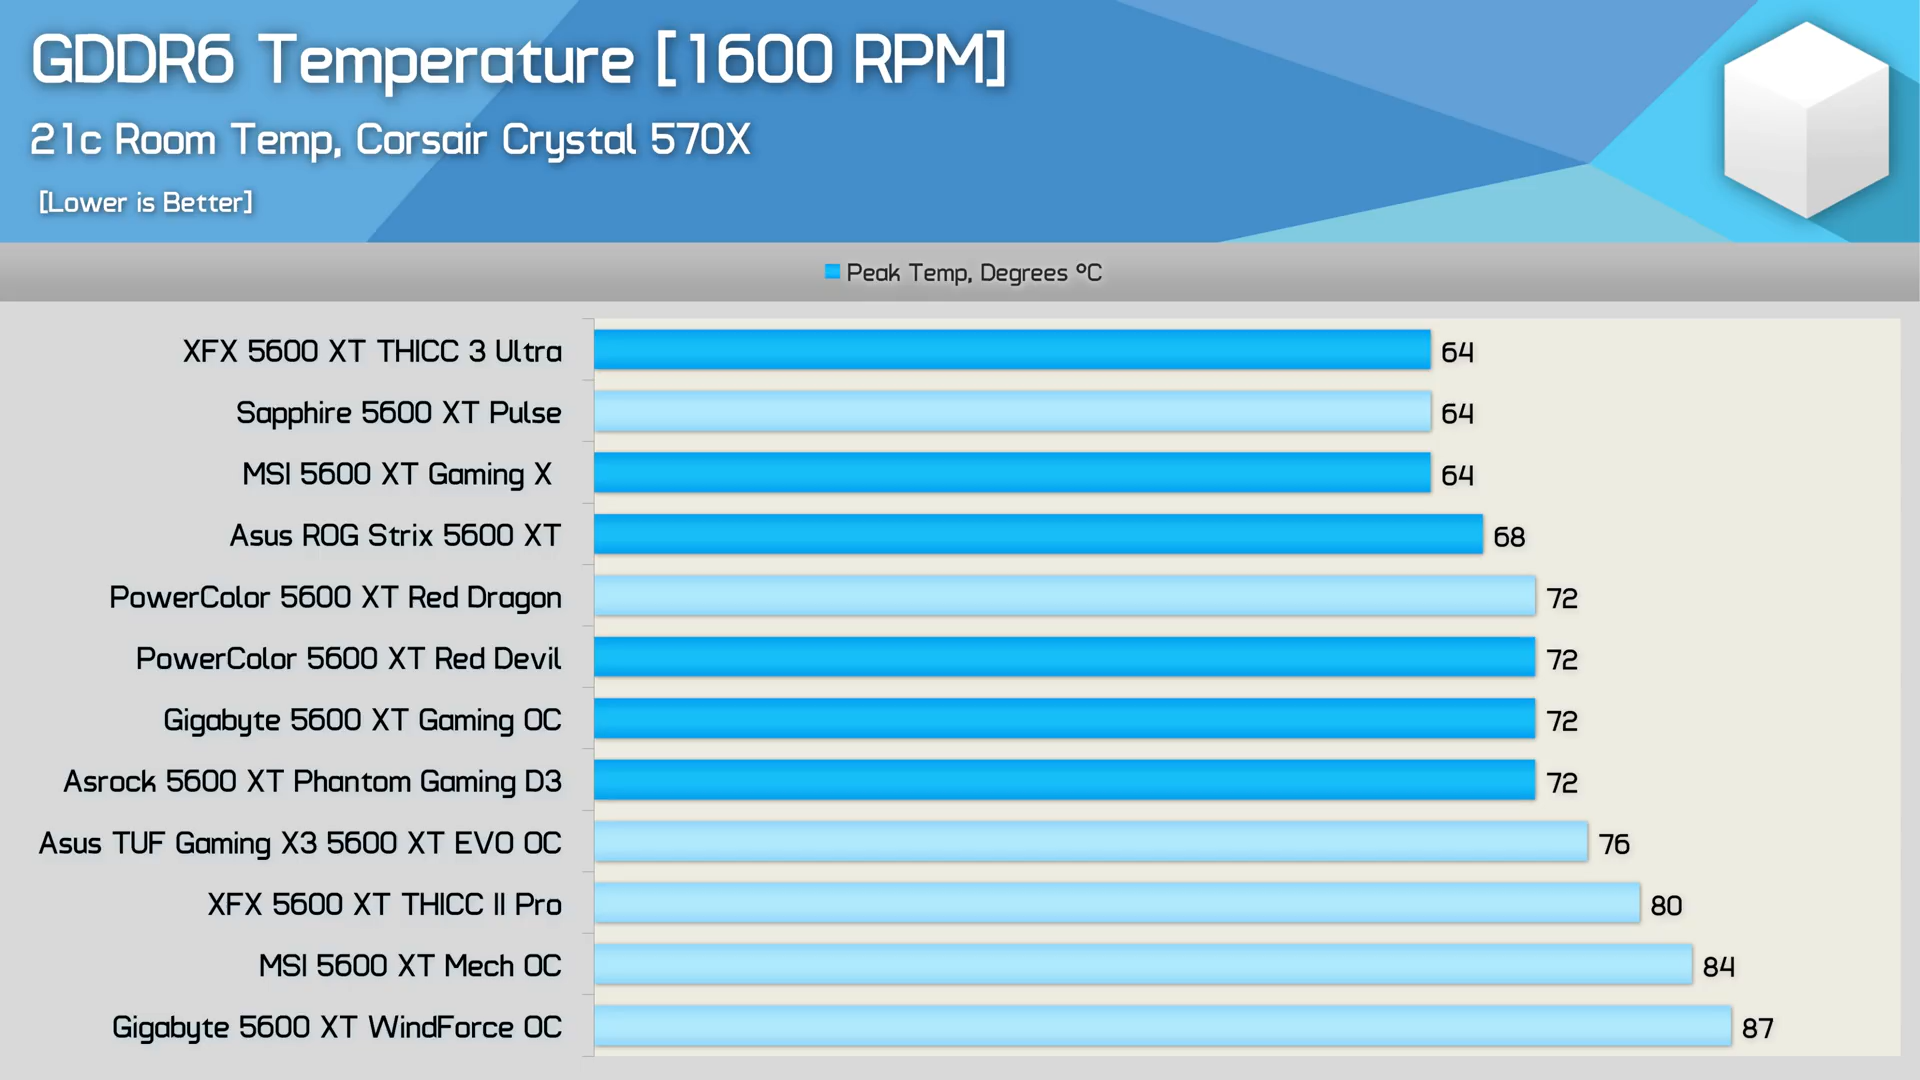 GDDR6 Temperature [1600 RPM]
21c Room Temp, Corsair Crystal 570X
[Lower is Better]
Peak Temp, Degrees ºC
XFX 5600 XT THICC 3 Ultra 64
Sapphire 5600 XT Pulse 64
MSI 5600 XT Gaming X 64
Asus ROG Strix 5600 XT 68
PowerColor 5600 XT Red Dragon 72
PowerColor 5600 XT Red Devil 72
Gigabyte 5600 XT Gaming OC 72
Asrock 5600 XT Phantom Gaming D3 72
Asus TUF Gaming X3 5600 XT EVO OC 76
XFX 5600 XT THICC II Pro 80
MSI 5600 XT Mech OC 84
Gigabyte 5600 XT WindForce OC 87